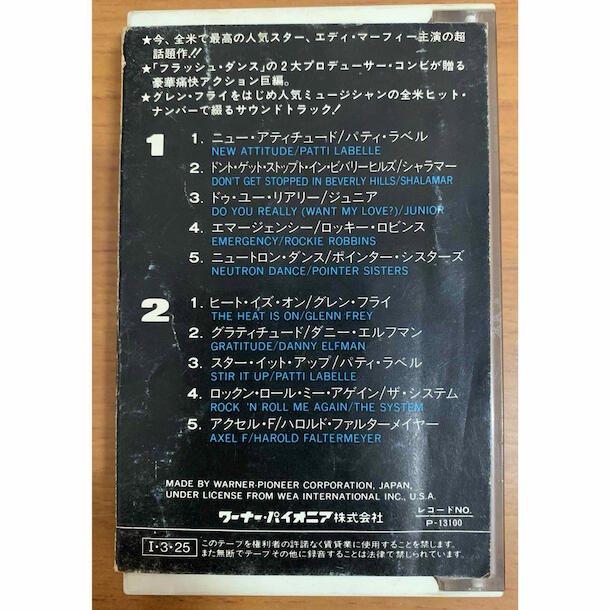 ★今、全米で最高の人気スター、エディ・マーフィー主演の超
話題作!!
★「フラッシュ・ダンス」の2大プロデューサー・コンビが贈る
豪華痛快アクション巨編。
★グレン・フライをはじめ人気ミュージシャンの全米ヒット・
ナンバーで綴るサウンドトラック!
1
1. ニュー・アティチュード/パティ・ラベル
NEW ATTITUDE/PATTI LABELLE
2. ドント・ゲット・ストップト・イン・ビバリーヒルズ/シャラマー
DON'T GET STOPPED IN BEVERLY HILLS/SHALAMAR
3. ドゥ・ユー・リアリー/ジュニア
DO YOU REALLY (WANT MY LOVE?)/JUNIOR
4. エマージェンシー/ロッキー・ロビンス
EMERGENCY/ROCKIE ROBBINS
5. ニュートロン・ダンス/ポインター・シスターズ
NEUTRON DANCE/POINTER SISTERS
2
1. ヒート・イズ・オン/グレン・フライ
THE HEAT IS ON/GLENN FREY
2. グラティチュード/ダニー・エルフマン
GRATITUDE/DANNY ELFMAN
3. スター・イット・アップ/パティ・ラベル
STIR IT UP/PATTI LABELLE
4. ロックン・ロール・ミー・アゲイン/ザ・システム
ROCK 'N ROLL ME AGAIN/THE SYSTEM
5. アクセル・F/ハロルド・ファルターメイヤー
AXEL F/HAROLD FALTERMEYER
MADE BY WARNER-PIONEER CORPORATION, JAPAN,
UNDER LICENSE FROM WEA INTERNATIONAL INC., U.S.A.
ワーナー・パイオニア株式会社
レコードNO.
P-13100
I・3・25
このテープを権利者の許諾なく賃貸業に使用することを禁じます。
また無断でテープその他に録音することは法律で禁じられています。